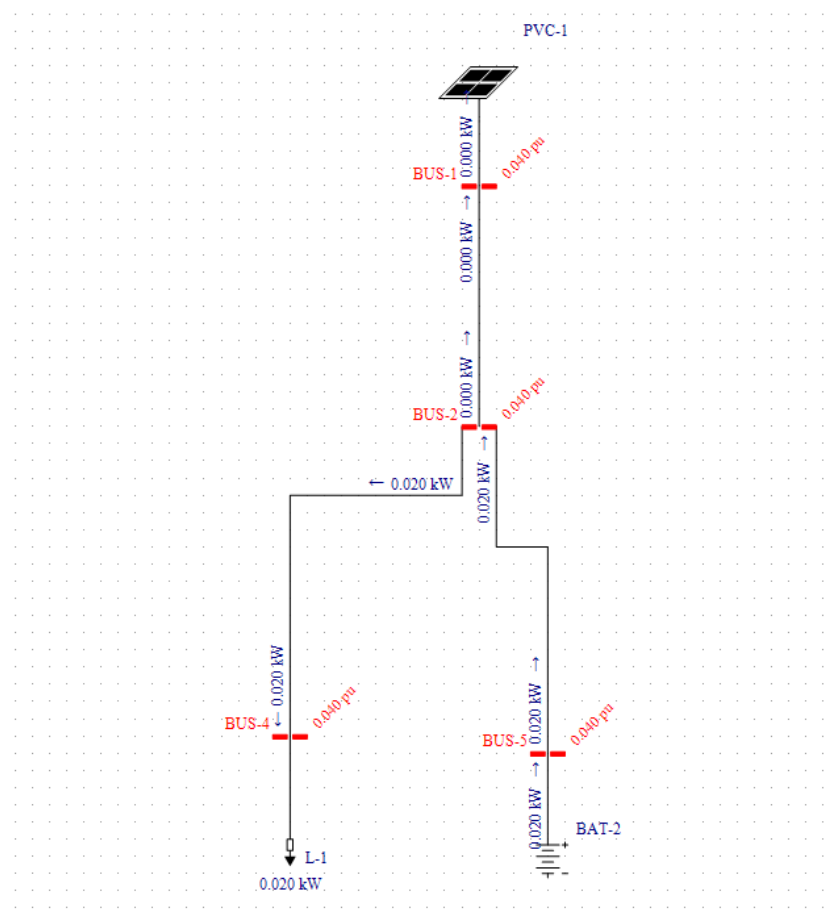 PVC-1
0.000 kW →
BUS-1
0.040 pu
0.000 kW →
0.000 kW →
BUS-2
0.040 pu
← 0.020 kW
0.020 kW →
← 0.020 kW
BUS-4
0.040 pu
0.020 kW →
BUS-5
0.040 pu
0.020 kW →
BAT-2
+
-
L-1
0.020 kW